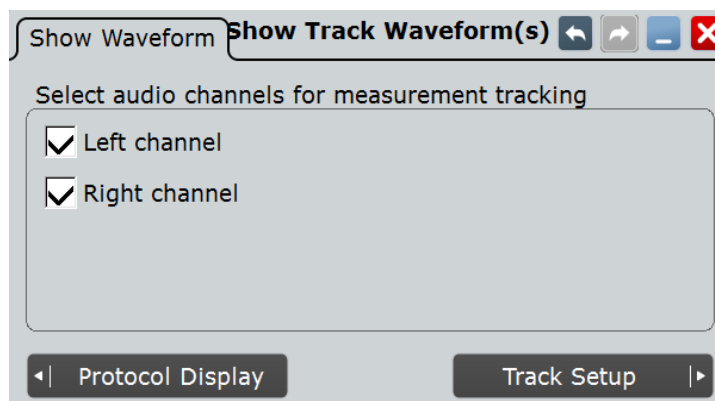 Show Waveform
Show Track Waveform(s)
Select audio channels for measurement tracking
Left channel
Right channel
Protocol Display
Track Setup